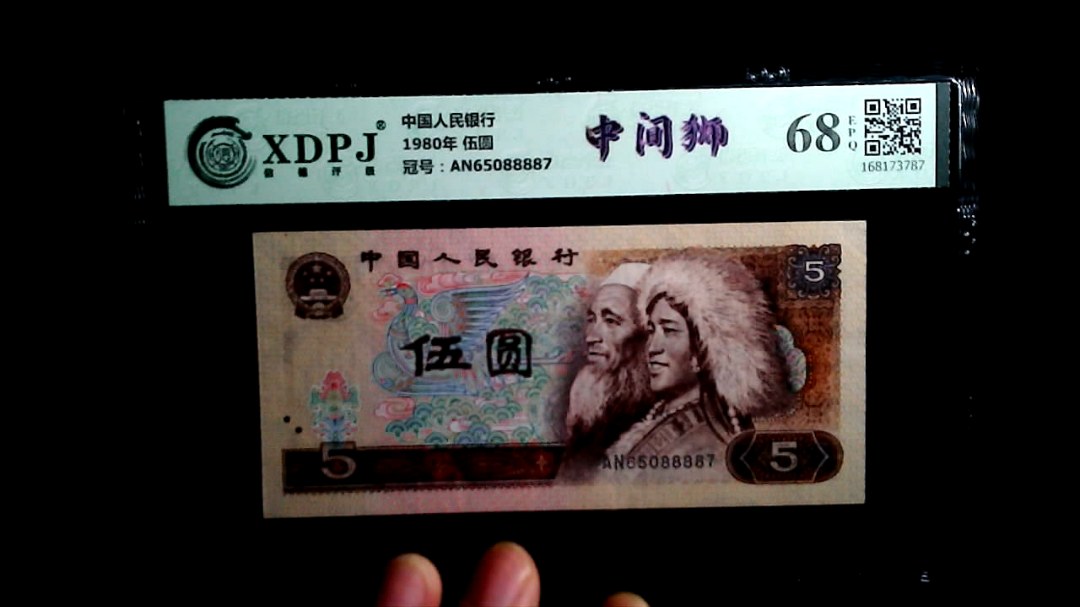 XDPJ®
信德评级
中国人民银行
1980年 伍圆
冠号：AN65088887
中间狮
68
EPQ
168173787
中国人民银行
5
伍圆
5
AN65088887
5